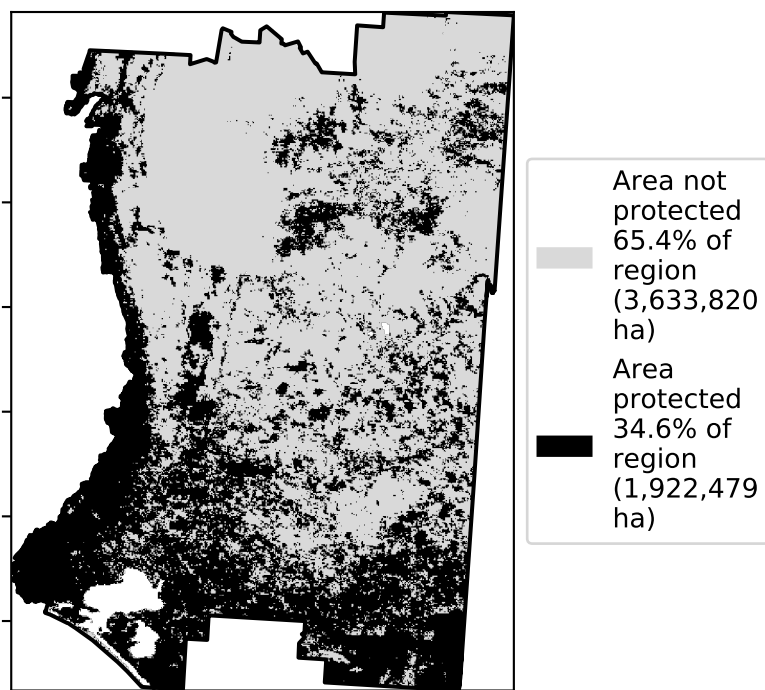 Area not
protected
65.4% of
region
(3,633,820
ha)
Area
protected
34.6% of
region
(1,922,479
ha)